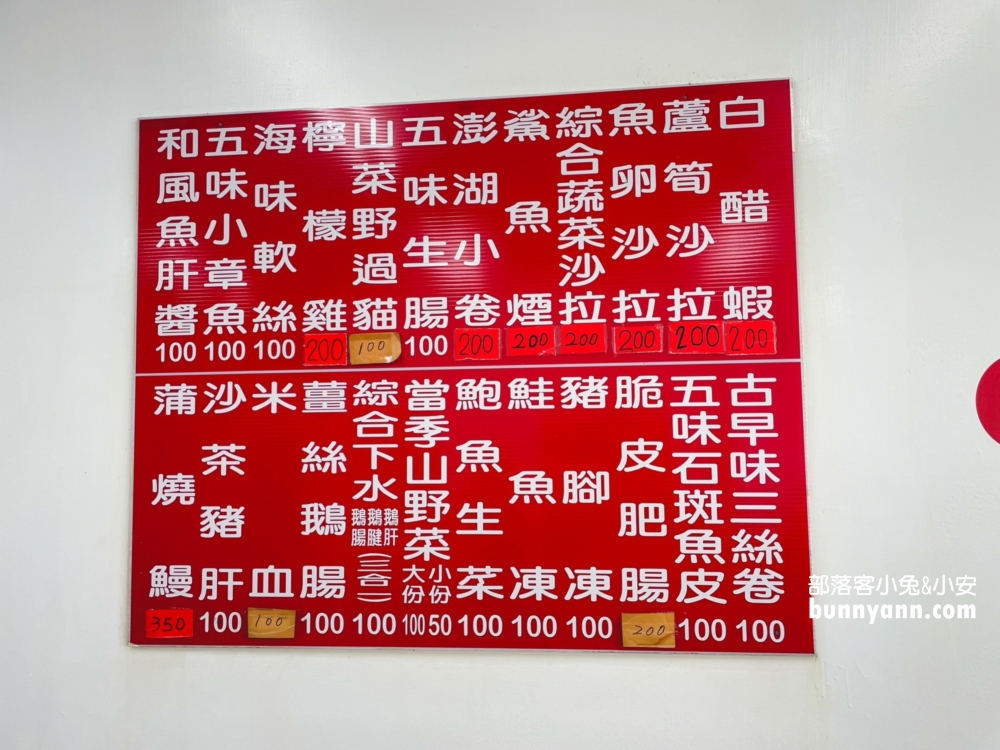 白醋蝦 200
蘆筍沙拉 200
魚卵沙拉 200
綜合蔬菜沙拉 200
鯊魚煙 200
澎湖小卷 200
五味生腸 100
山菜野過貓 100
檸檬雞 200
海味軟絲 100
五味小章魚 100
和風魚肝醬 100
古早味三絲卷 100
五味石斑魚皮 100
脆皮肥腸 200
豬腳凍 100
鮭魚凍 100
鮑魚生菜 100
當季山野菜 大份 小份 100 50
綜合下水 鵝肝 鵝腱 鵝腸 (三合一) 100
薑絲鵝腸 100
米血 100
沙茶豬肝 100
蒲燒鰻 350
部落客小兔&小安
bunnyann.com